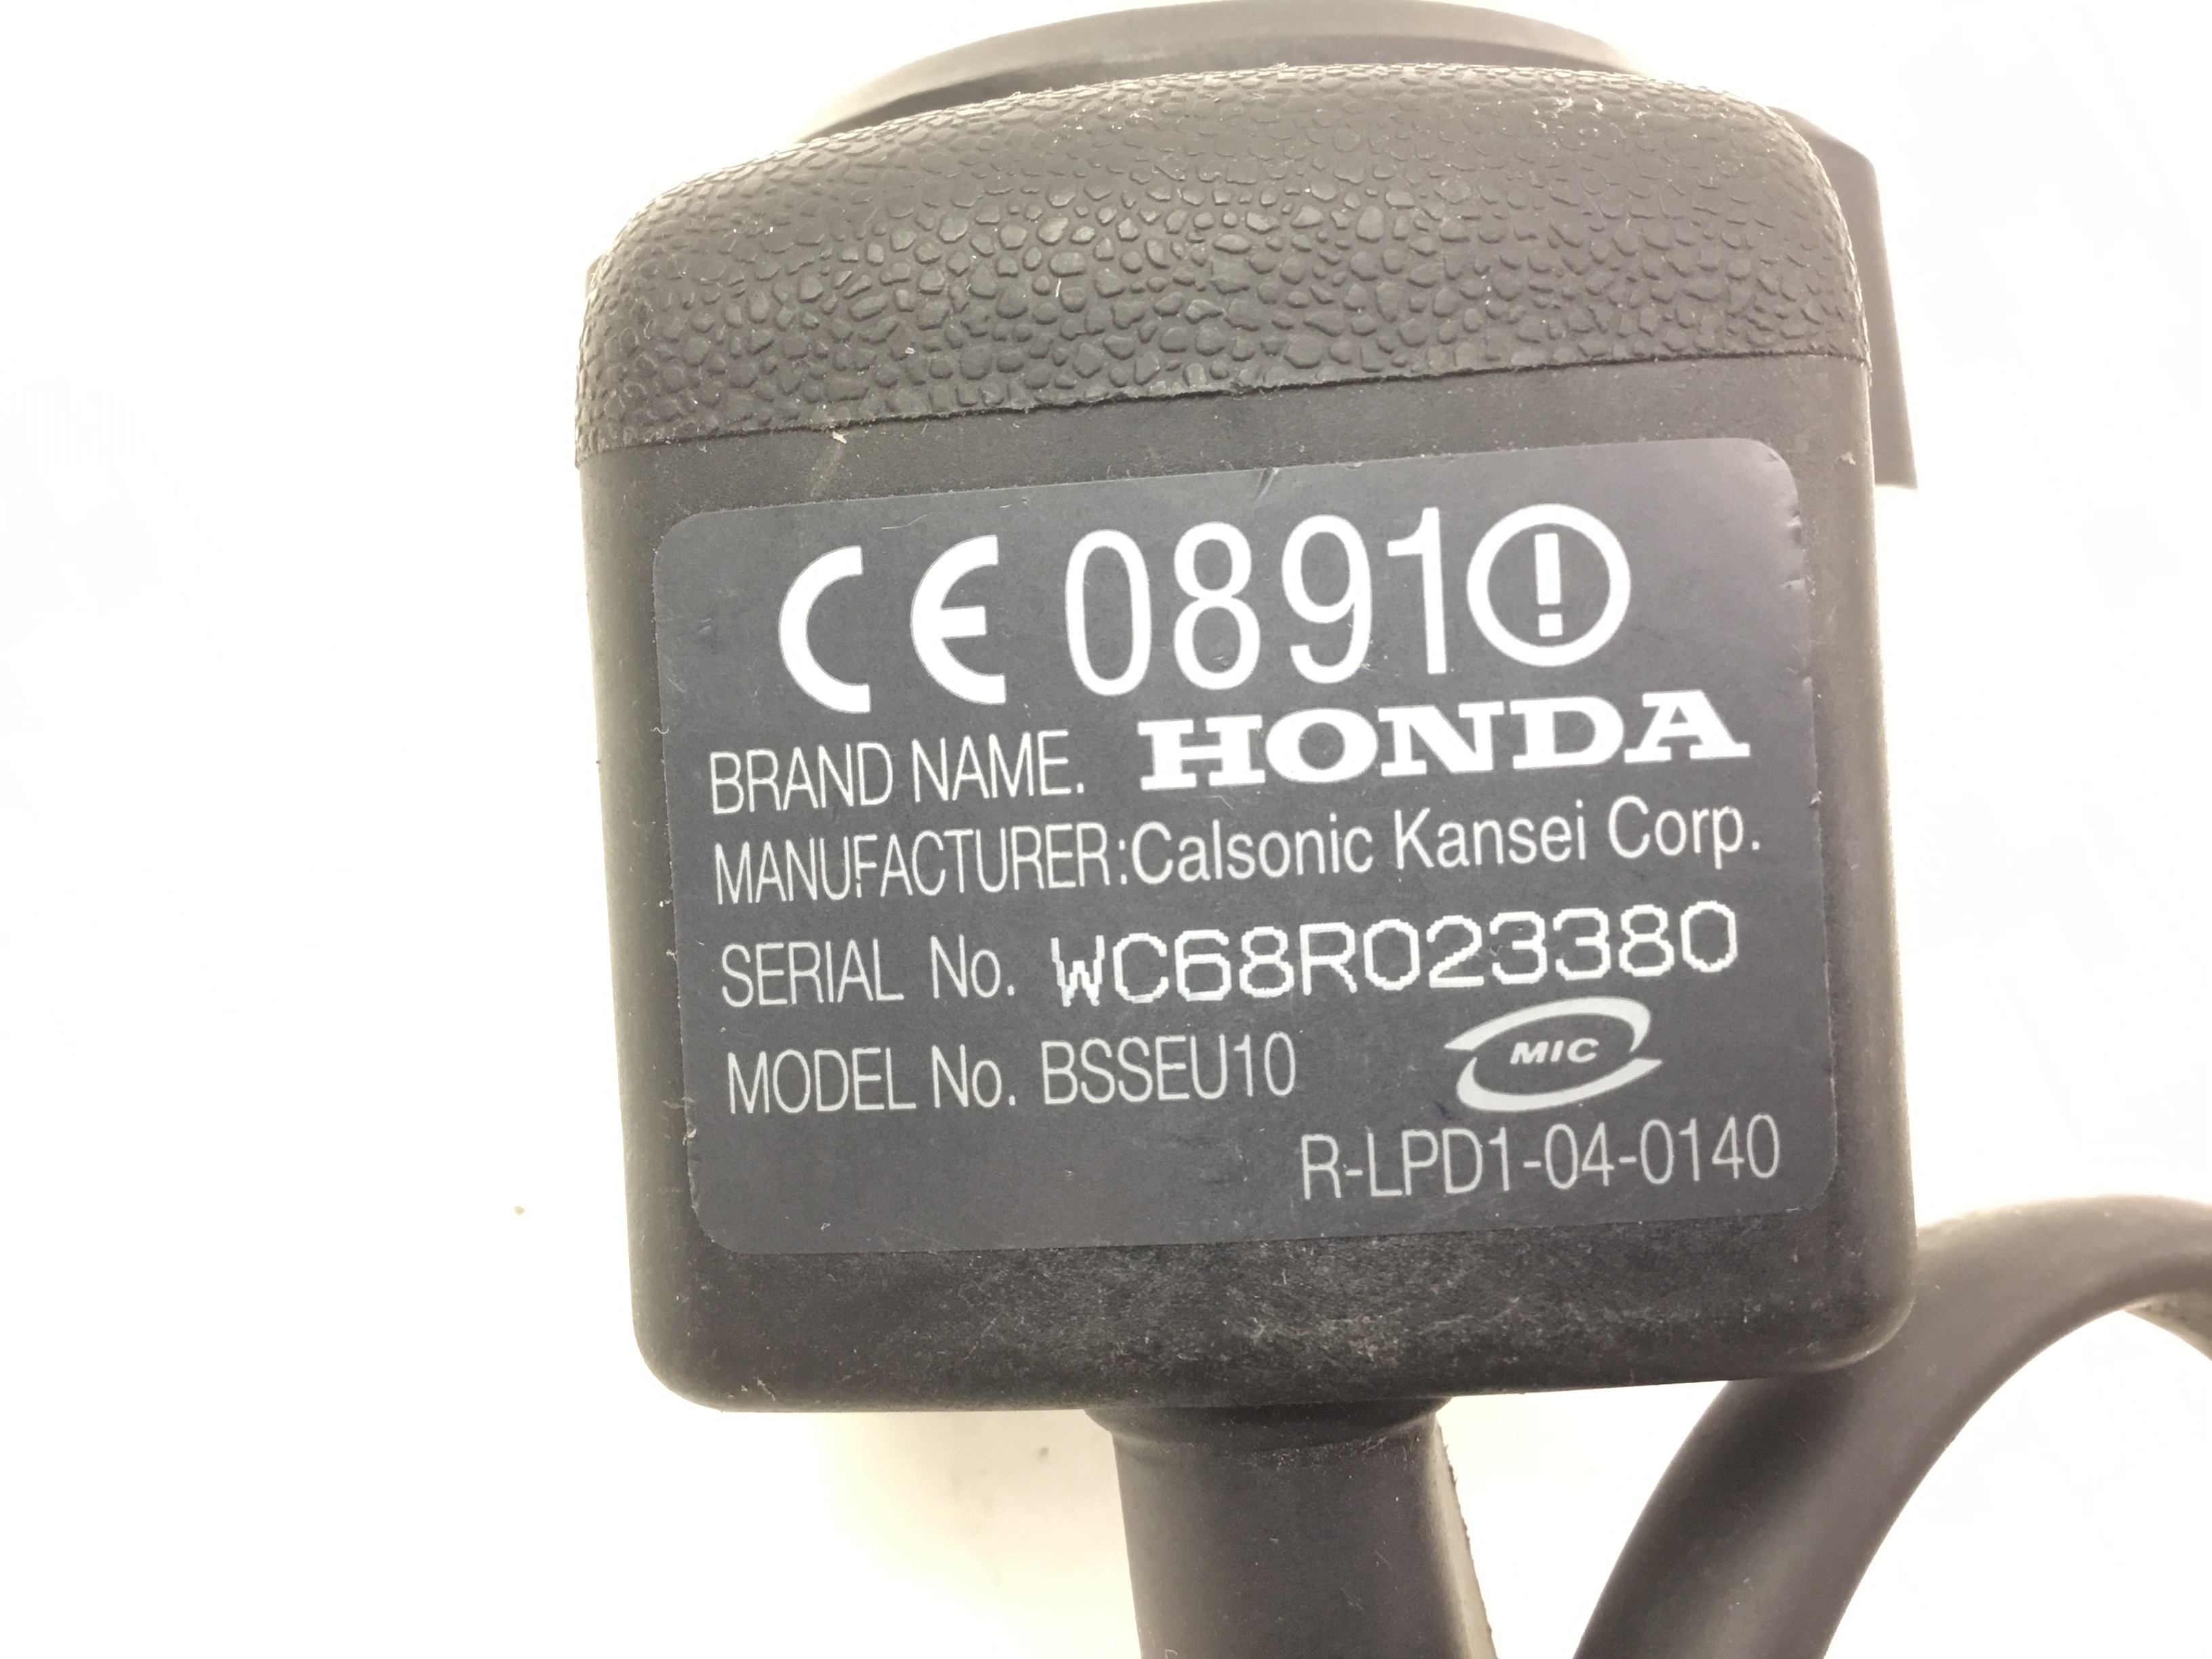 CE 0891
BRAND NAME. HONDA
MANUFACTURER:Calsonic Kansei Corp.
SERIAL No. WC68R023380
MODEL No. BSSEU10
MIC
R-LPD1-04-0140